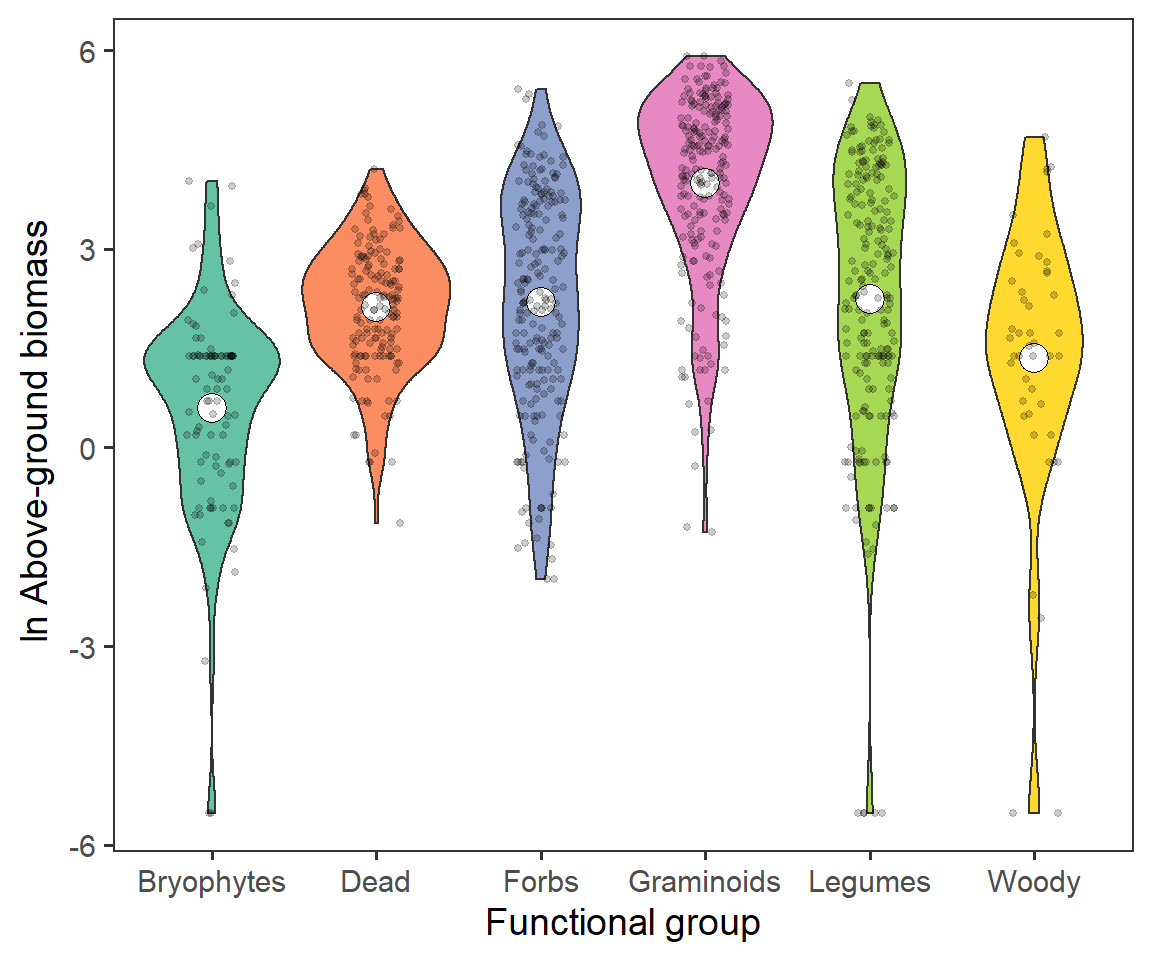 ln Above-ground biomass
6
3
0
-3
-6
Bryophytes Dead Forbs Graminoids Legumes Woody
Functional group